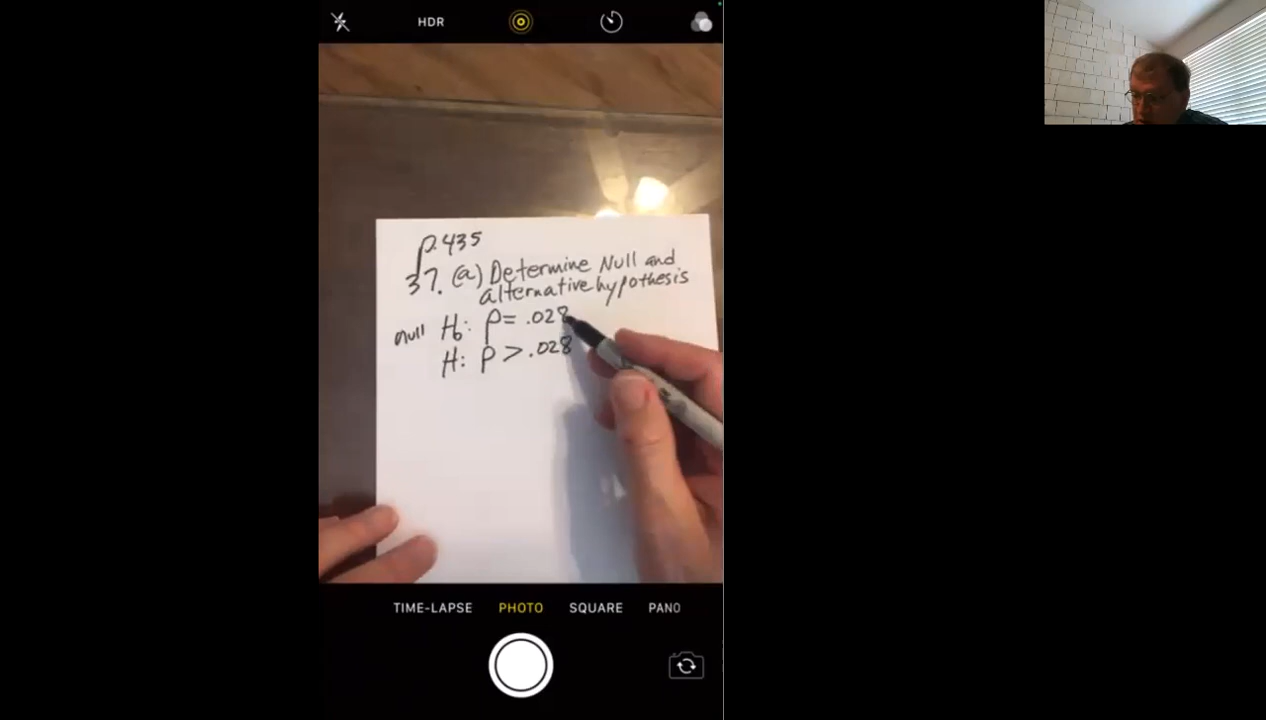 HDR
p.435
37. (a) Determine Null and
alternative hypothesis
null H₀: p = .028
H: p > .028
TIME-LAPSE PHOTO SQUARE PANO